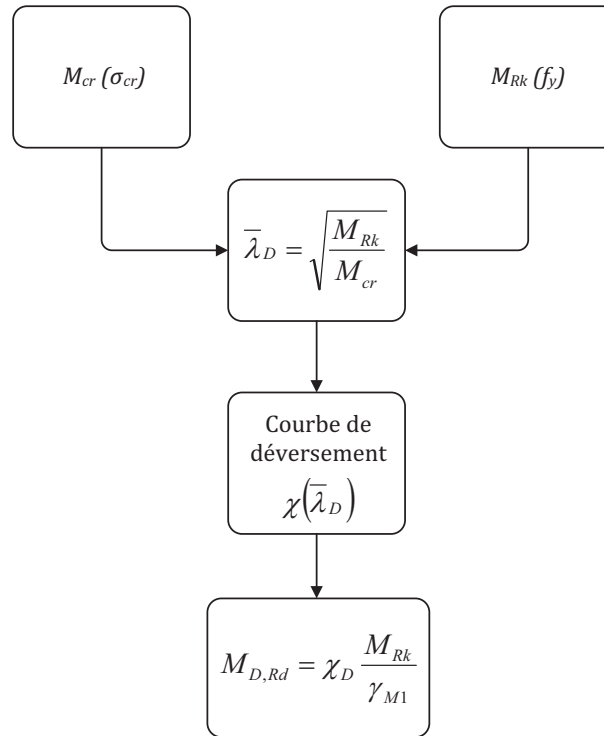 M_cr (σ_cr)
M_Rk (f_y)
λ̅_D = √(M_Rk / M_cr)
Courbe de
déversement
χ(λ̅_D)
M_D,Rd = χ_D M_Rk / γ_M1